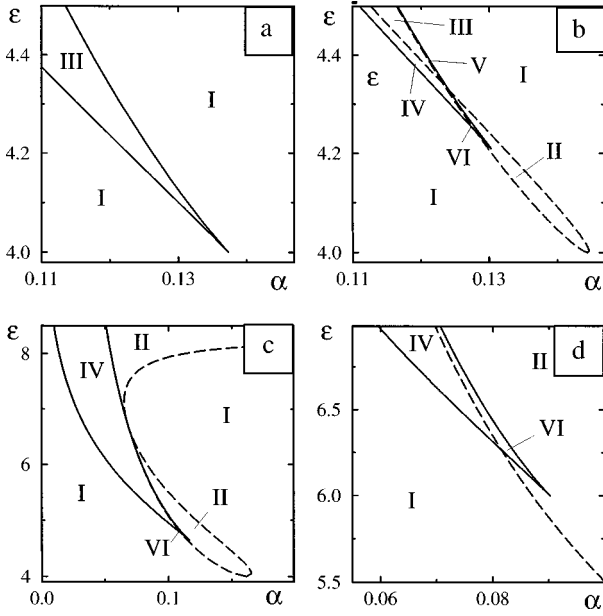 ε
4.4
4.2
4.0
0.11
0.13
α
a
III
I
I
ε
4.4
4.2
4.0
0.11
0.13
α
b
III
V
I
ε
IV
VI
II
I
ε
8
6
4
0.0
0.1
α
c
II
IV
I
I
II
VI
ε
6.5
6.0
5.5
0.06
0.08
α
d
IV
II
VI
I